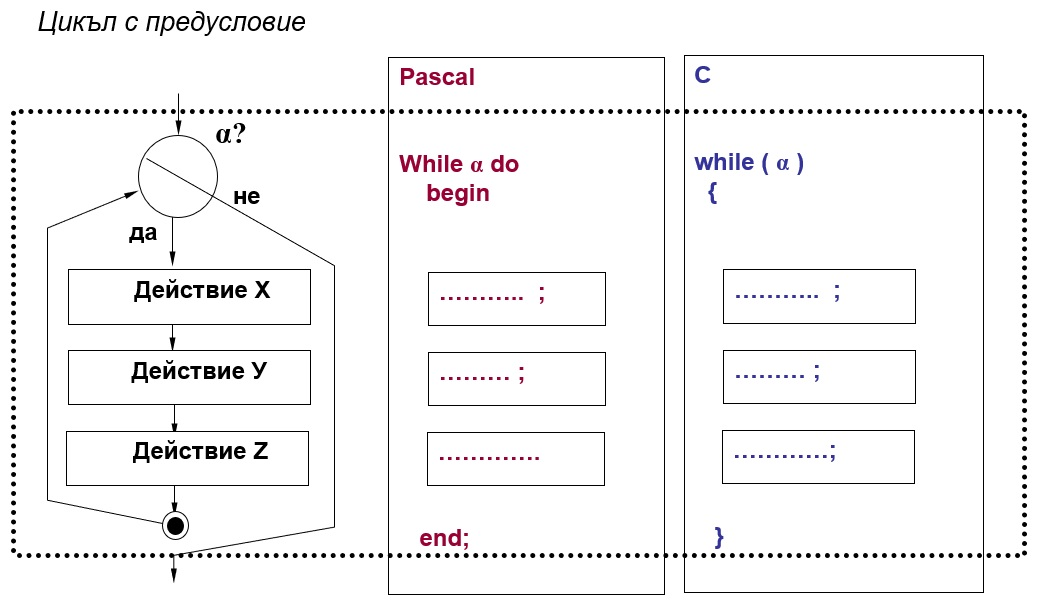 Цикъл с предусловие
α?
не
да
Действие X
Действие У
Действие Z
Pascal
While α do
begin
........... ;
......... ;
.............
end;
C
while ( α )
{
........... ;
......... ;
............;
}